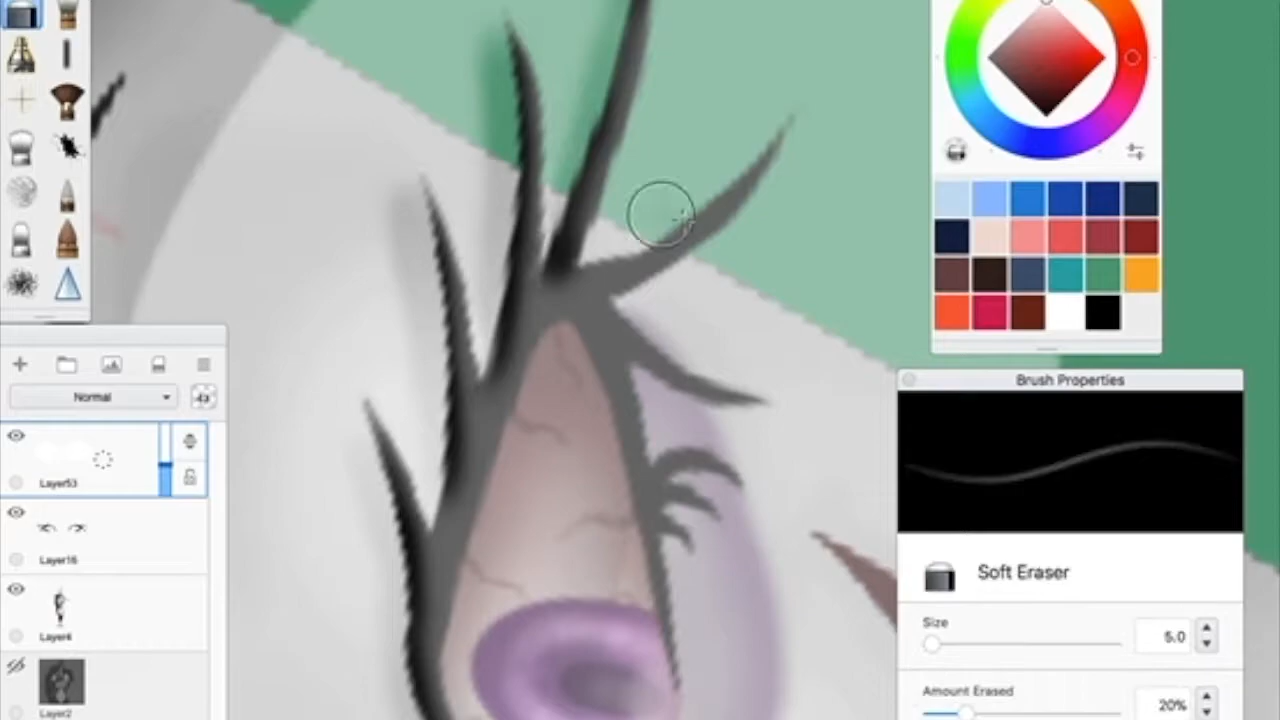 Normal
Layer53
Layer16
Layer4
Layer2
Brush Properties
Soft Eraser
Size
5.0
Amount Erased
20%